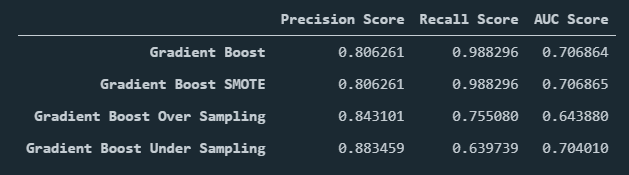 Precision Score Recall Score AUC Score
Gradient Boost 0.806261 0.988296 0.706864
Gradient Boost SMOTE 0.806261 0.988296 0.706865
Gradient Boost Over Sampling 0.843101 0.755080 0.643880
Gradient Boost Under Sampling 0.883459 0.639739 0.704010